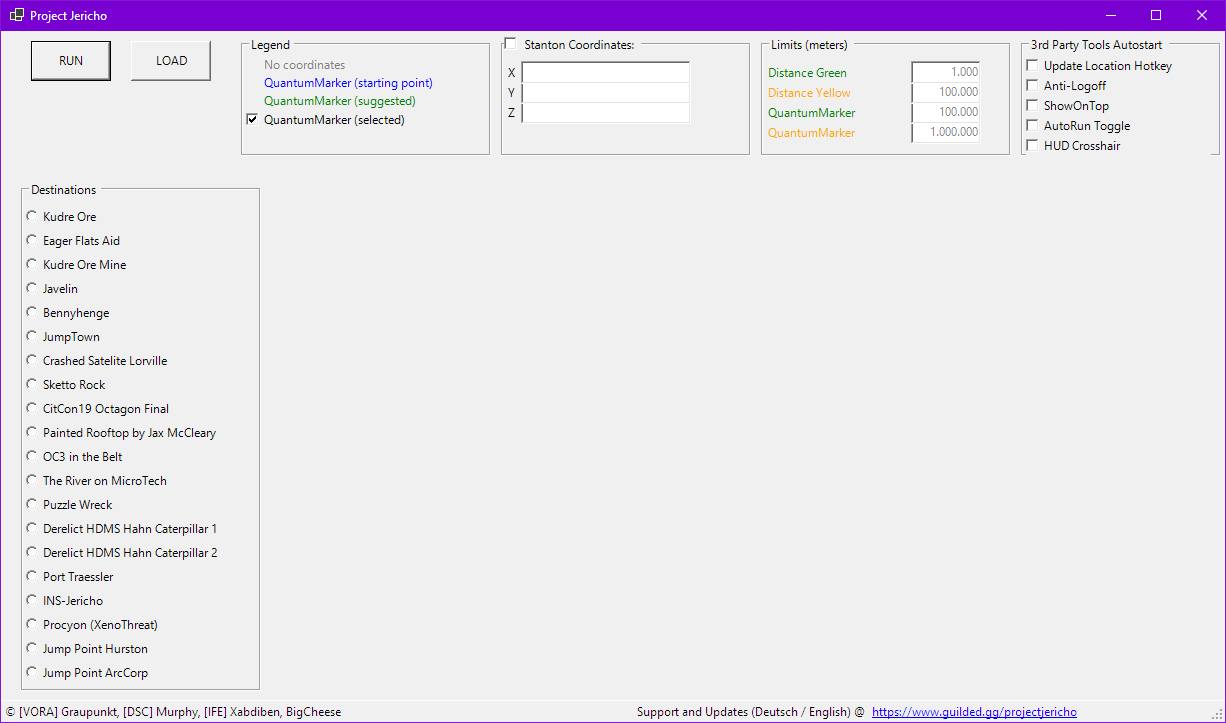 Project Jericho
RUN
LOAD
Legend
No coordinates
QuantumMarker (starting point)
QuantumMarker (suggested)
QuantumMarker (selected)
Stanton Coordinates:
X
Y
Z
Limits (meters)
Distance Green 1.000
Distance Yellow 100.000
QuantumMarker 100.000
QuantumMarker 1.000.000
3rd Party Tools Autostart
Update Location Hotkey
Anti-Logoff
ShowOnTop
AutoRun Toggle
HUD Crosshair
Destinations
Kudre Ore
Eager Flats Aid
Kudre Ore Mine
Javelin
Bennyhenge
JumpTown
Crashed Satelite Lorville
Sketto Rock
CitCon19 Octagon Final
Painted Rooftop by Jax McCleary
OC3 in the Belt
The River on MicroTech
Puzzle Wreck
Derelict HDMS Hahn Caterpillar 1
Derelict HDMS Hahn Caterpillar 2
Port Traessler
INS-Jericho
Procyon (XenoThreat)
Jump Point Hurston
Jump Point ArcCorp
© [VORA] Graupunkt, [DSC] Murphy, [IFE] Xabdiben, BigCheese
Support and Updates (Deutsch / English) @ https://www.guilded.gg/projectjericho